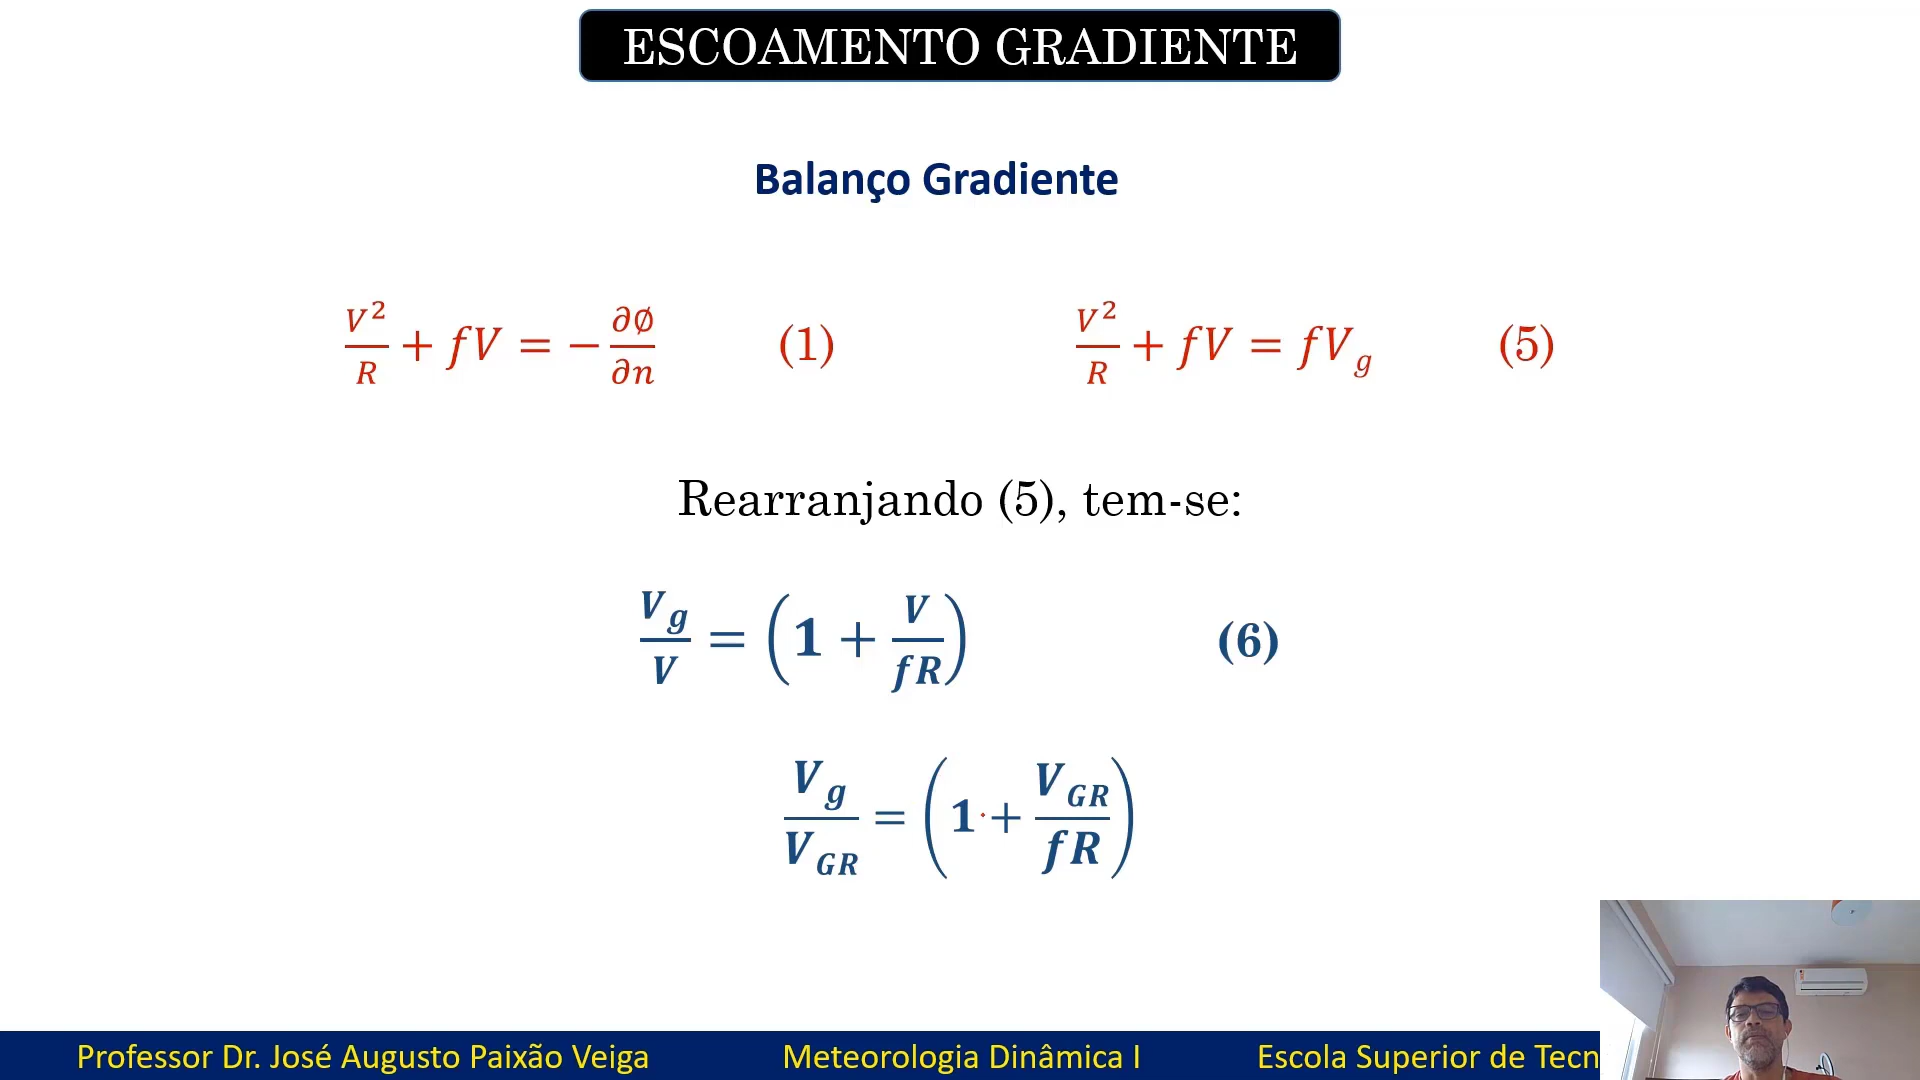 ESCOAMENTO GRADIENTE
Balanço Gradiente
V²/R + fV = −∂Ø/∂n (1)
V²/R + fV = fV_g (5)
Rearranjando (5), tem-se:
V_g/V = (1 + V/fR) (6)
V_g/V_GR = (1 + V_GR/fR)
Professor Dr. José Augusto Paixão Veiga Meteorologia Dinâmica I Escola Superior de Tecn